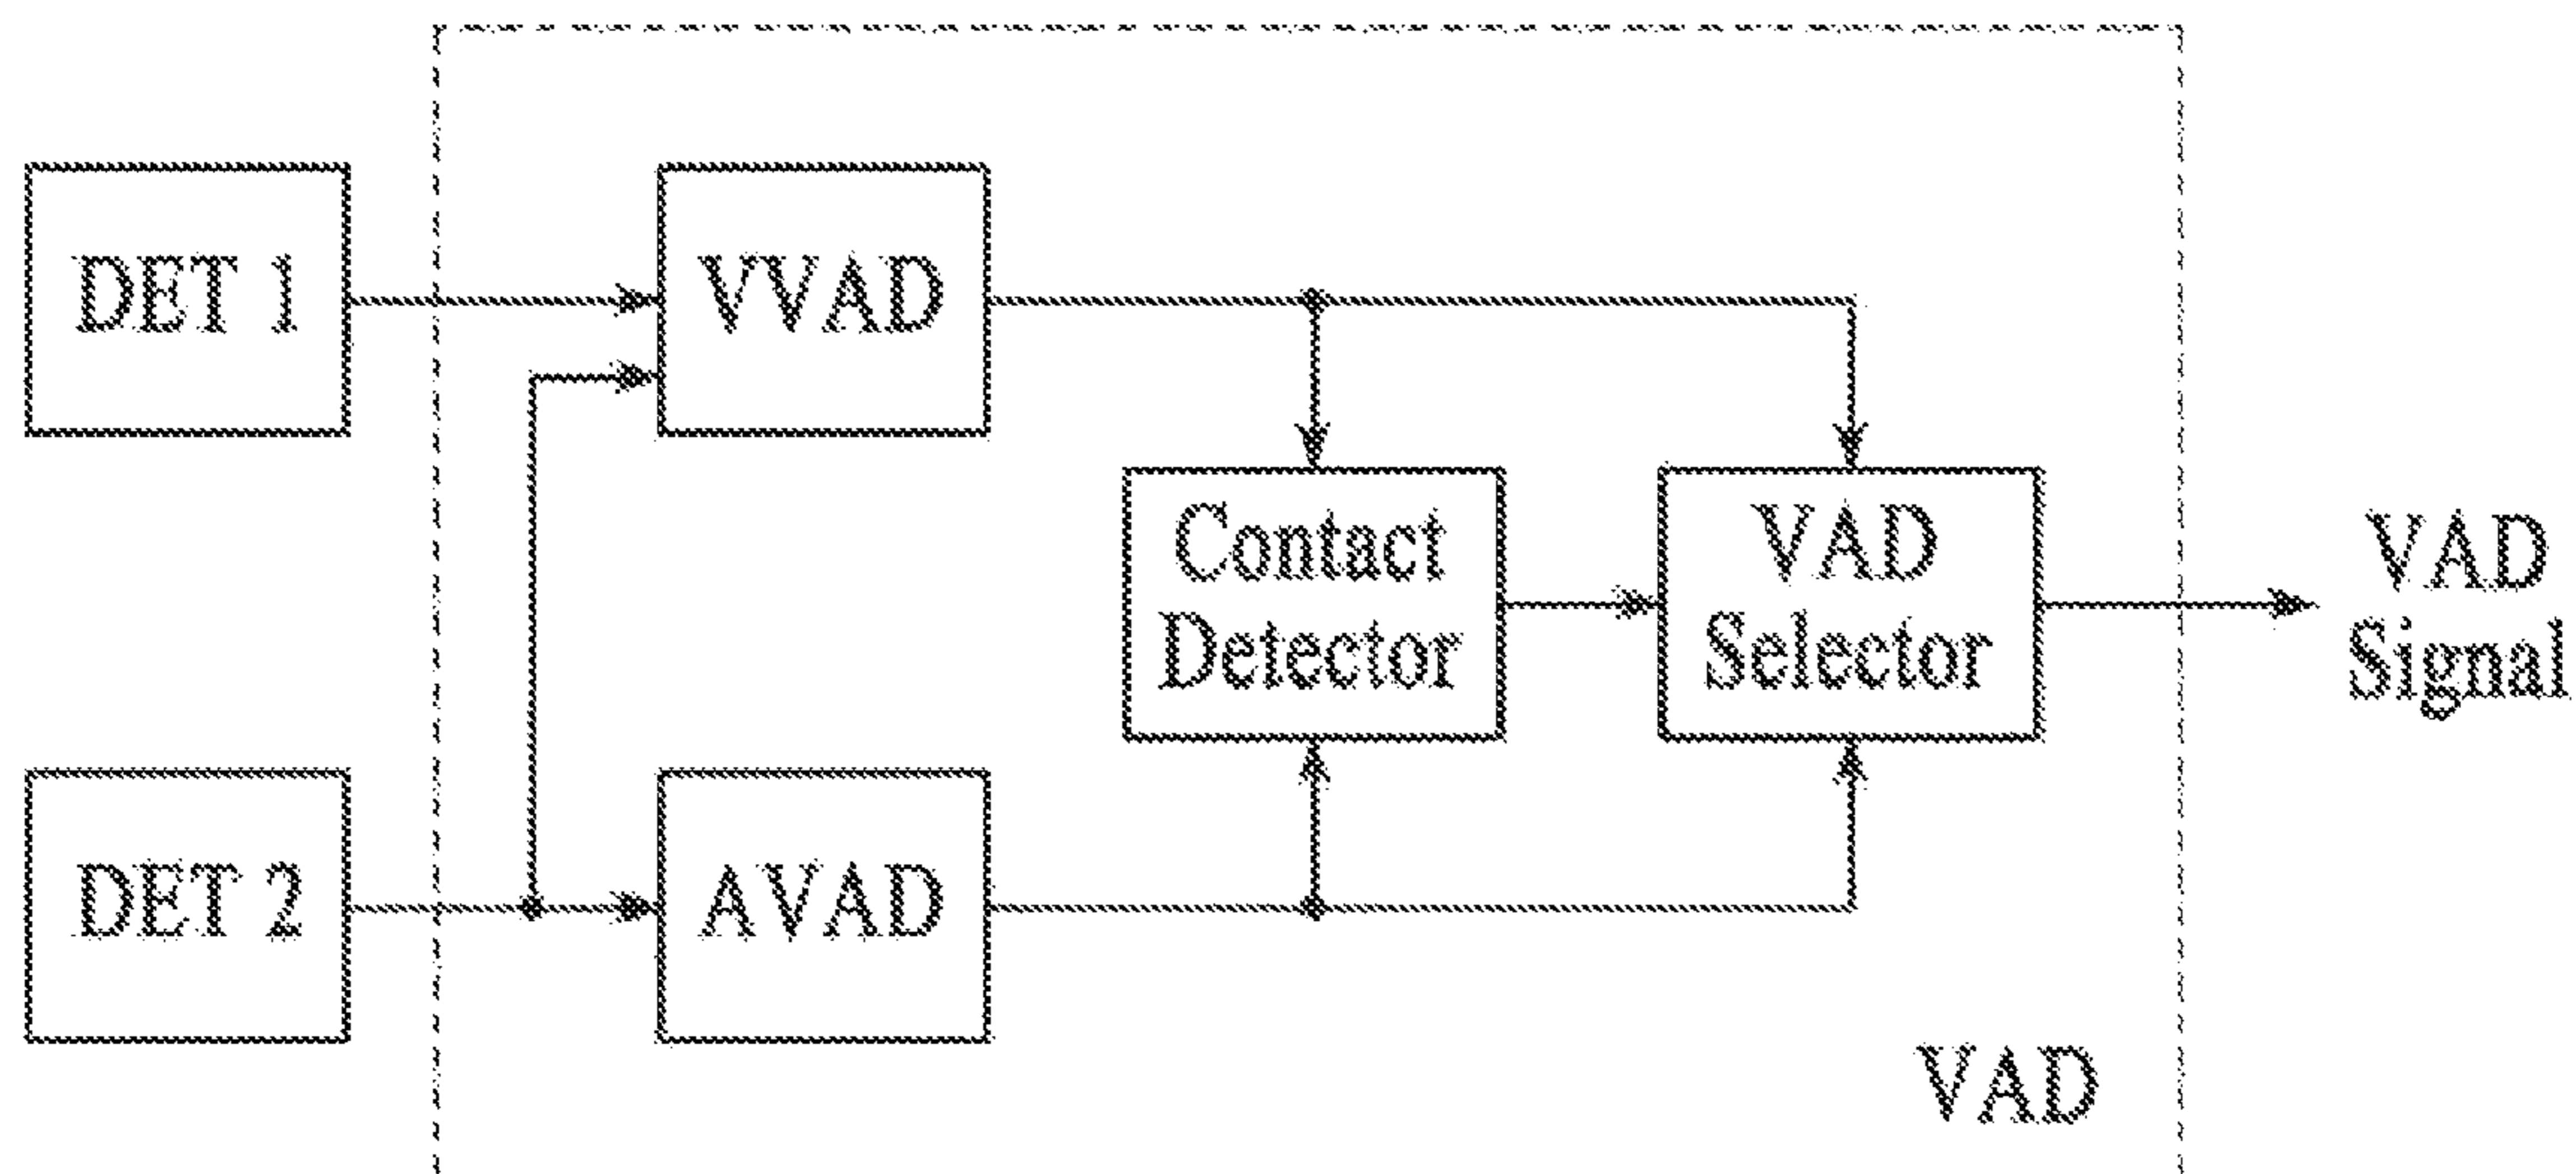 DET 1
VVAD
Contact
Detector
VAD
Selector
VAD
Signal
DET 2
AVAD
VAD